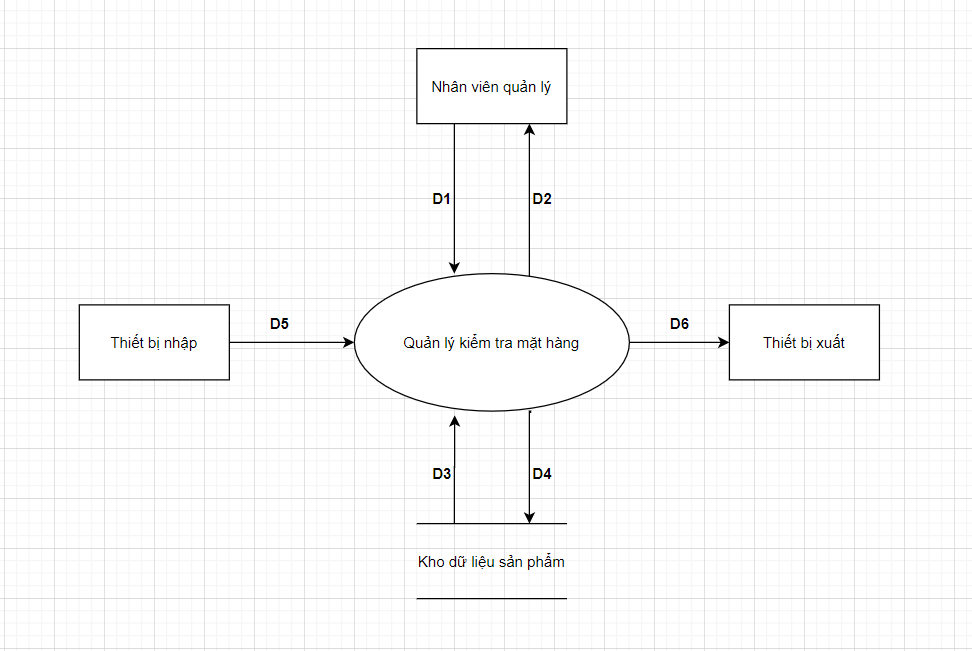 Nhân viên quản lý
D1
D2
D5
D6
Thiết bị nhập
Quản lý kiểm tra mặt hàng
Thiết bị xuất
D3
D4
Kho dữ liệu sản phẩm